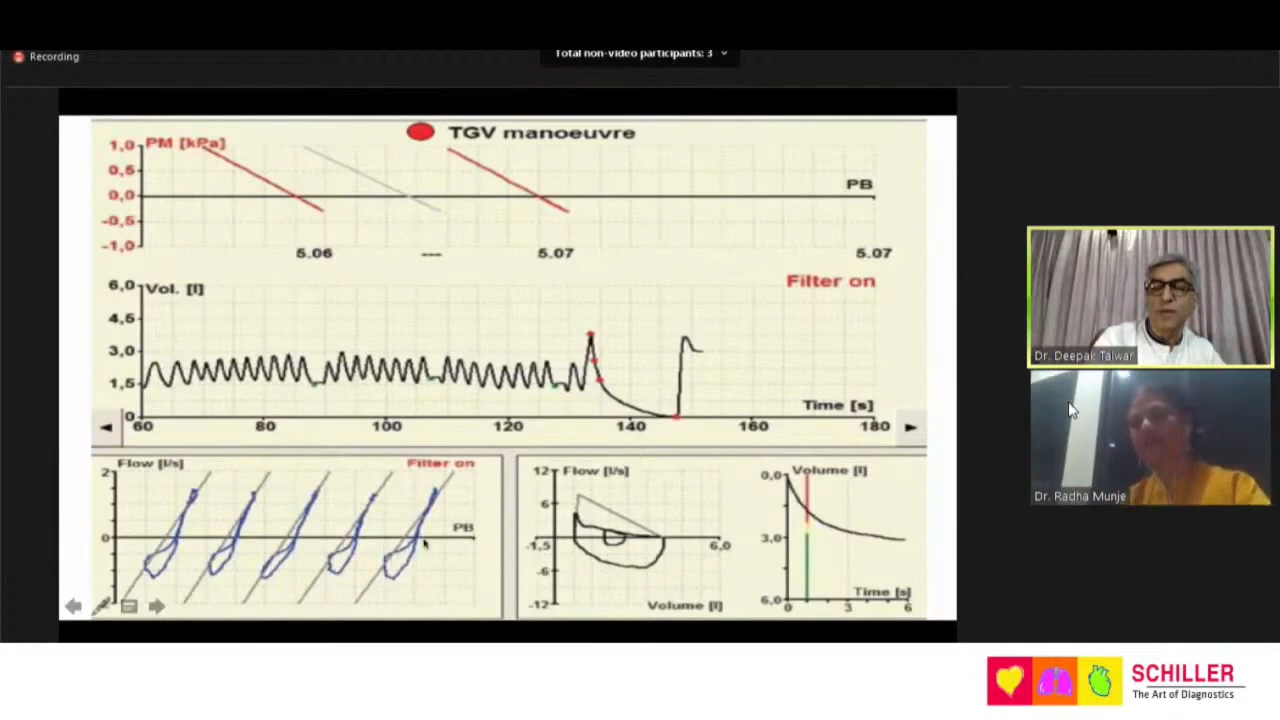 Recording
Total non-video participants: 3
TGV manoeuvre
PM [kPa]
1,0
0,5
0,0
-0,5
-1,0
PB
5.06
---
5.07
5.07
Filter on
Vol. [l]
6,0
4,5
3,0
1,5
0
Time [s]
60 80 100 120 140 160 180
Flow [l/s]
Filter on
2
0
-2
PB
12 Flow [l/s]
6
-1,5
6,0
-6
-12
Volume [l]
Volume [l]
0,0
3,0
6,0
Time [s]
0 3 6
Dr. Deepak Talwar
Dr. Radha Munje
SCHILLER
The Art of Diagnostics